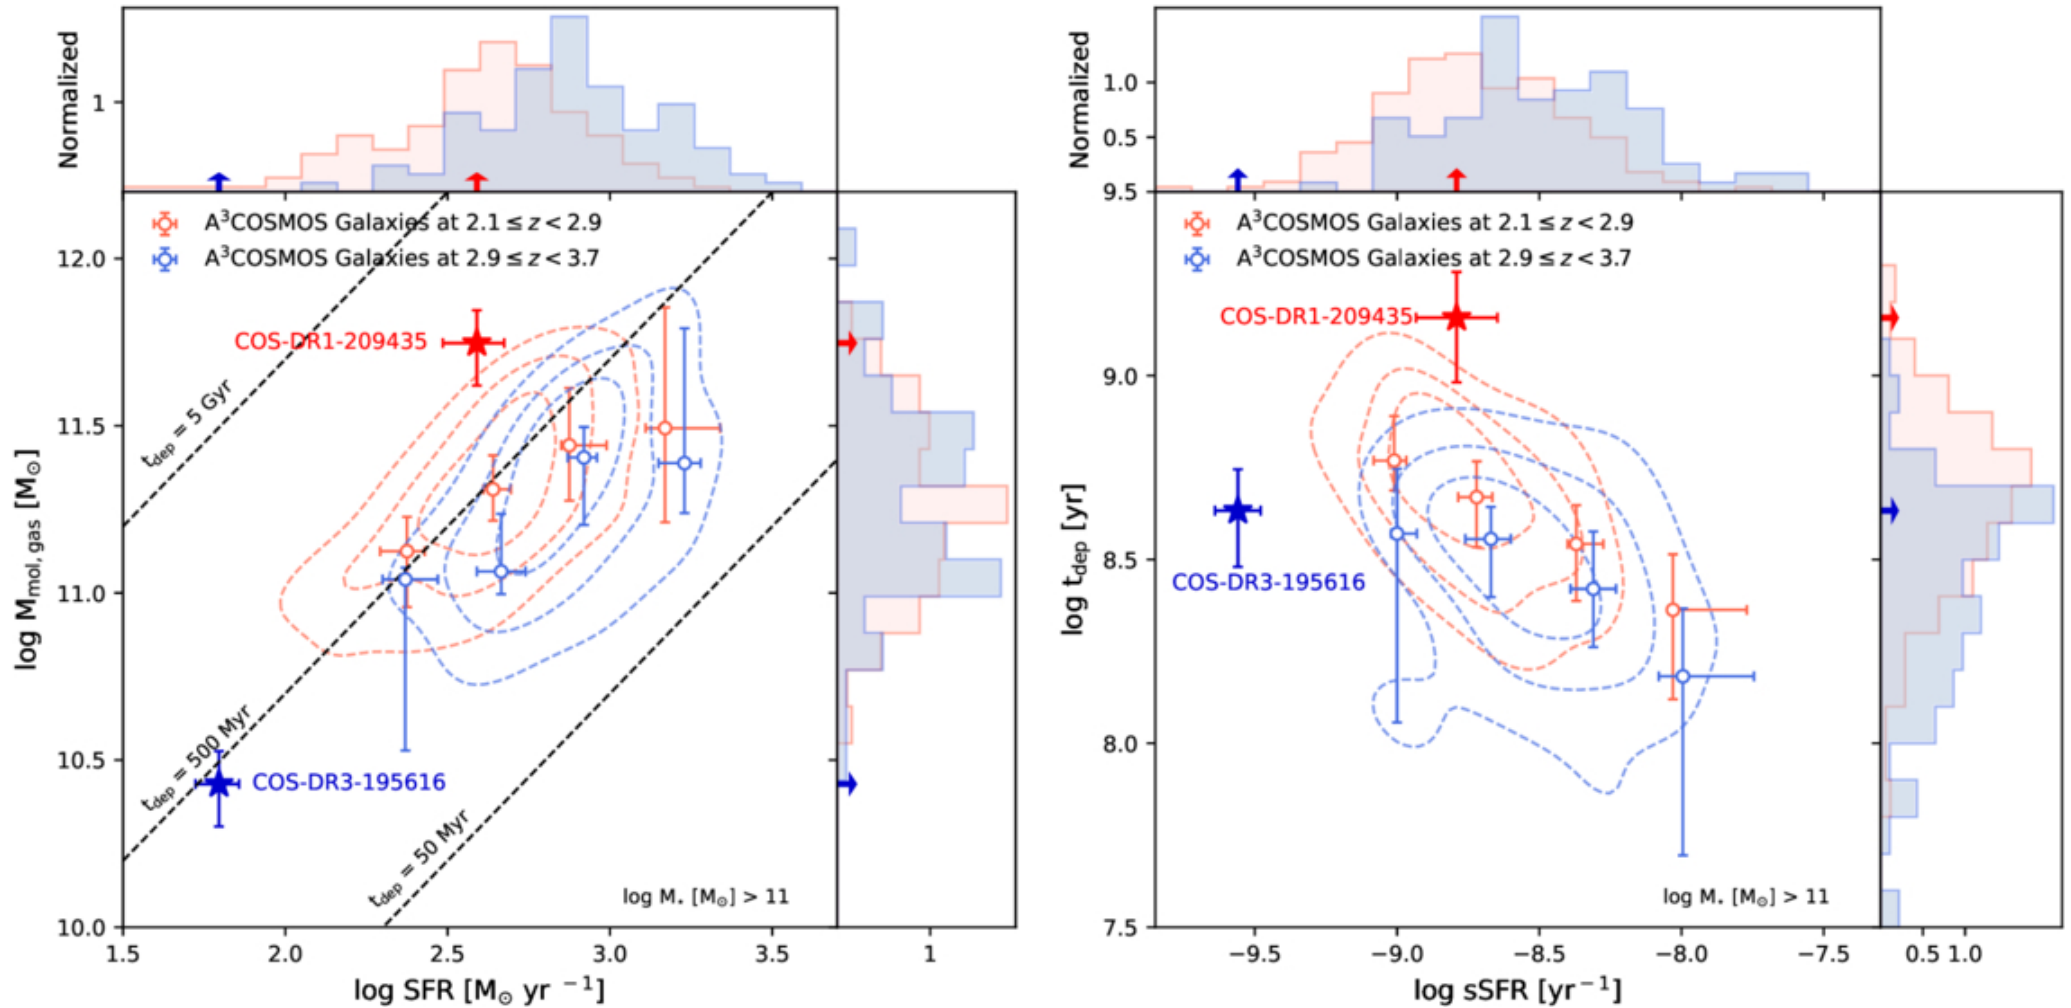 Normalized
1
A³COSMOS Galaxies at 2.1 ≤ z < 2.9
A³COSMOS Galaxies at 2.9 ≤ z < 3.7
COS-DR1-209435
COS-DR3-195616
t_dep = 5 Gyr
t_dep = 500 Myr
t_dep = 50 Myr
log M⋆ [M⊙] > 11
log M_mol,gas [M⊙]
12.0
11.5
11.0
10.5
10.0
1.5 2.0 2.5 3.0 3.5 1
log SFR [M⊙ yr ⁻¹]
Normalized
1.0
0.5
9.5
A³COSMOS Galaxies at 2.1 ≤ z < 2.9
A³COSMOS Galaxies at 2.9 ≤ z < 3.7
COS-DR1-209435
COS-DR3-195616
log M⋆ [M⊙] > 11
log t_dep [yr]
9.0
8.5
8.0
7.5
−9.5 −9.0 −8.5 −8.0 −7.5 0.5 1.0
log sSFR [yr⁻¹]